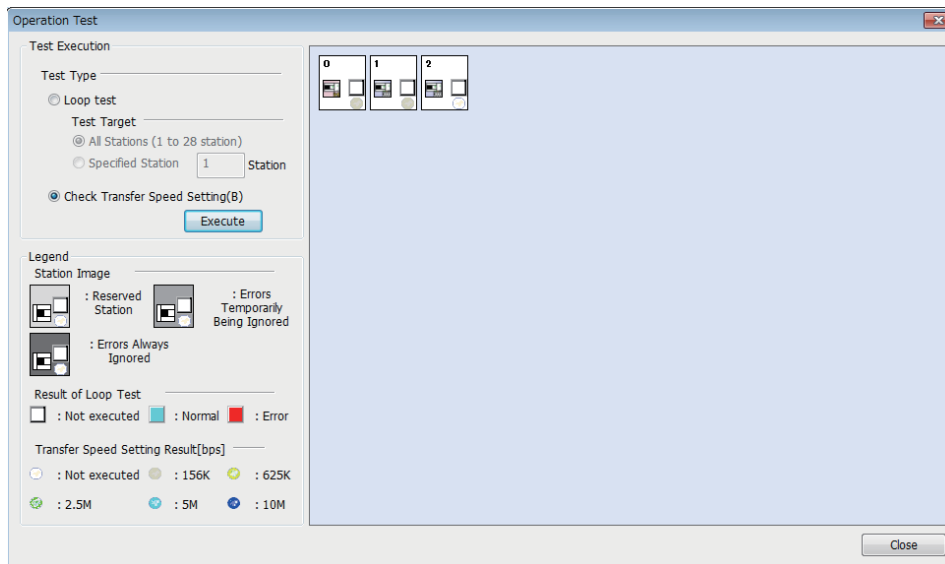 Operation Test
Test Execution
0 1 2
Test Type
Loop test
Test Target
All Stations (1 to 28 station)
Specified Station 1 Station
Check Transfer Speed Setting(B)
Execute
Legend
Station Image
: Reserved
Station
: Errors
Temporarily
Being Ignored
: Errors Always
Ignored
Result of Loop Test
: Not executed : Normal : Error
Transfer Speed Setting Result[bps]
: Not executed : 156K : 625K
: 2.5M : 5M : 10M
Close